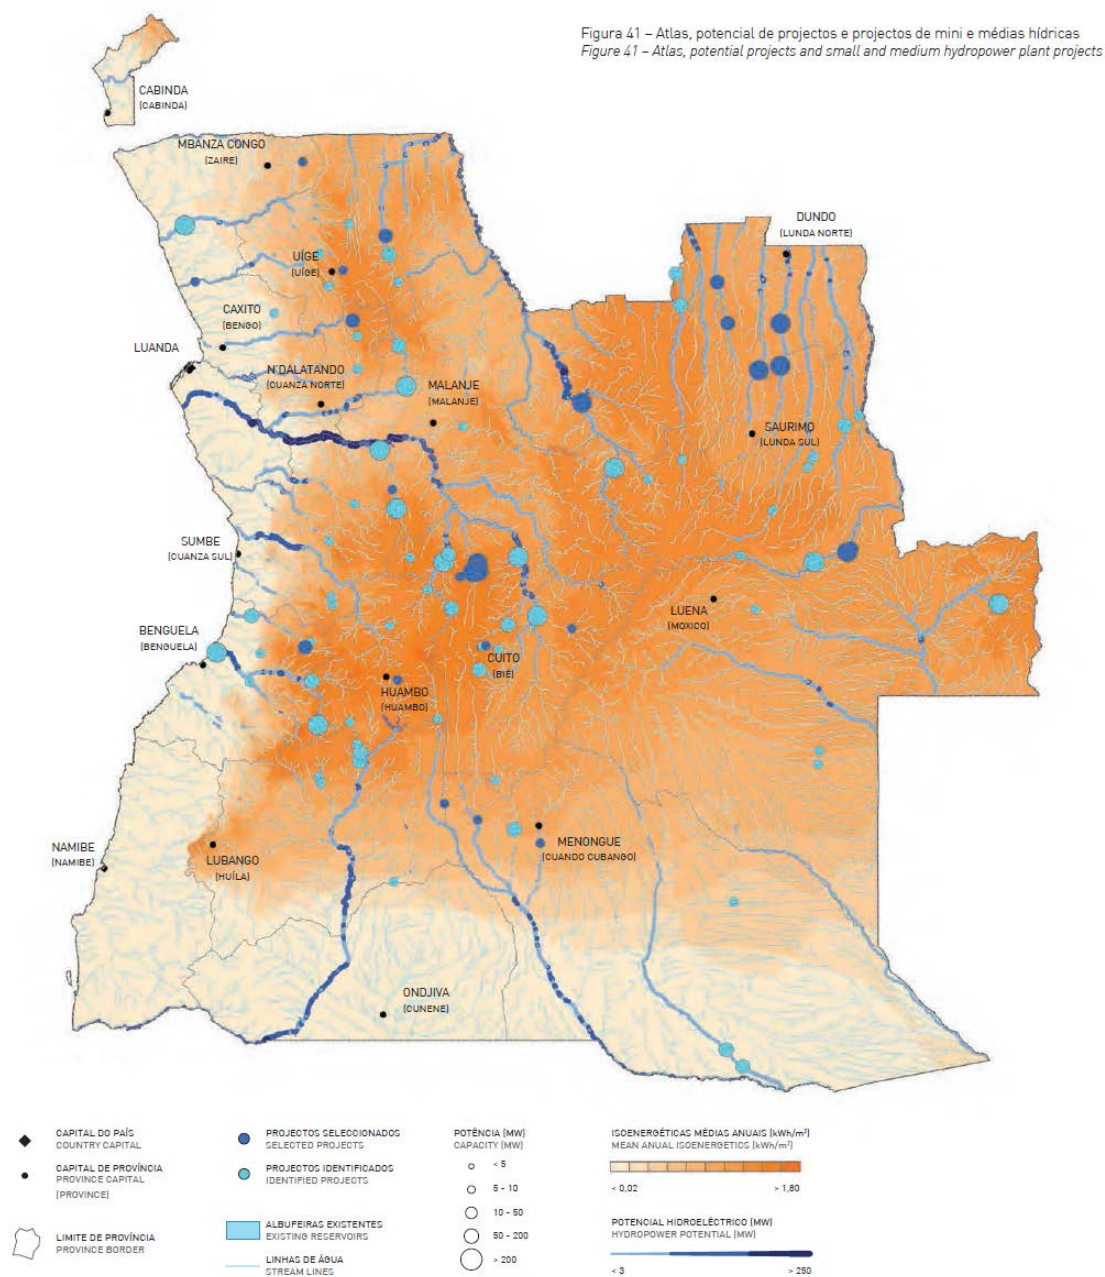 Figura 41 – Atlas, potencial de projectos e projectos de mini e médias hídricas
Figure 41 – Atlas, potential projects and small and medium hydropower plant projects
CABINDA
(CABINDA)
MBANZA CONGO
(ZAIRE)
DUNDO
(LUNDA NORTE)
UÍGE
(UÍGE)
CAXITO
(BENGO)
LUANDA
N'DALATANDO
(CUANZA NORTE)
MALANJE
(MALANJE)
SAURIMO
(LUNDA SUL)
SUMBE
(CUANZA SUL)
LUENA
(MOXICO)
BENGUELA
(BENGUELA)
CUITO
(BIÉ)
HUAMBO
(HUAMBO)
NAMIBE
(NAMIBE)
LUBANGO
(HUÍLA)
MENONGUE
(CUANDO CUBANGO)
ONDJIVA
(CUNENE)
CAPITAL DO PAÍS
COUNTRY CAPITAL
CAPITAL DE PROVÍNCIA
PROVINCE CAPITAL
(PROVINCE)
LIMITE DE PROVÍNCIA
PROVINCE BORDER
PROJECTOS SELECCIONADOS
SELECTED PROJECTS
PROJECTOS IDENTIFICADOS
IDENTIFIED PROJECTS
ALBUFEIRAS EXISTENTES
EXISTING RESERVOIRS
LINHAS DE ÁGUA
STREAM LINES
POTÊNCIA (MW)
CAPACITY (MW)
< 5
5 - 10
10 - 50
50 - 200
> 200
ISOENERGÉTICAS MÉDIAS ANUAIS (kWh/m²)
MEAN ANUAL ISOENERGETICS (kWh/m²)
< 0,02 > 1,80
POTENCIAL HIDROELÉCTRICO (MW)
HYDROPOWER POTENTIAL (MW)
< 3 > 250